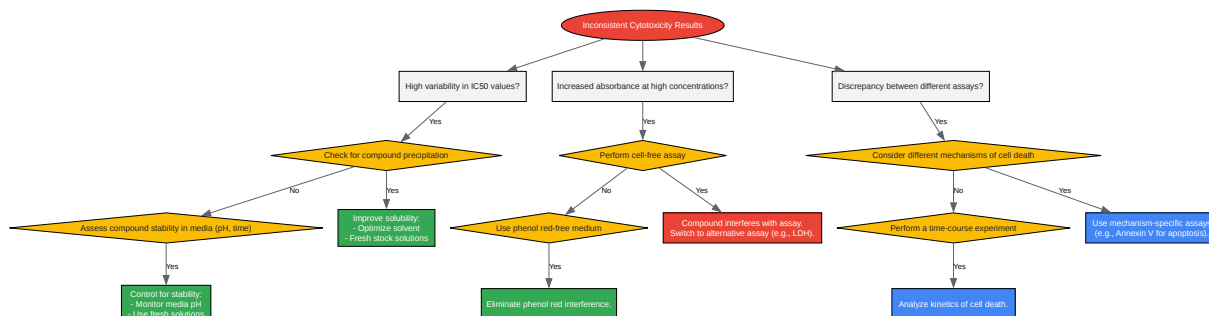 Inconsistent Cytotoxicity Results
High variability in IC50 values?
Increased absorbance at high concentrations?
Discrepancy between different assays?
Yes
Yes
Yes
Check for compound precipitation
Perform cell-free assay
Consider different mechanisms of cell death
No
Yes
No
Yes
No
Yes
Assess compound stability in media (pH, time)
Improve solubility:
- Optimize solvent
- Fresh stock solutions
Use phenol red-free medium
Compound interferes with assay.
Switch to alternative assay (e.g., LDH).
Perform a time-course experiment
Use mechanism-specific assays
(e.g., Annexin V for apoptosis).
Yes
Yes
Yes
Control for stability:
- Monitor media pH
- Use fresh solutions
Eliminate phenol red interference.
Analyze kinetics of cell death.